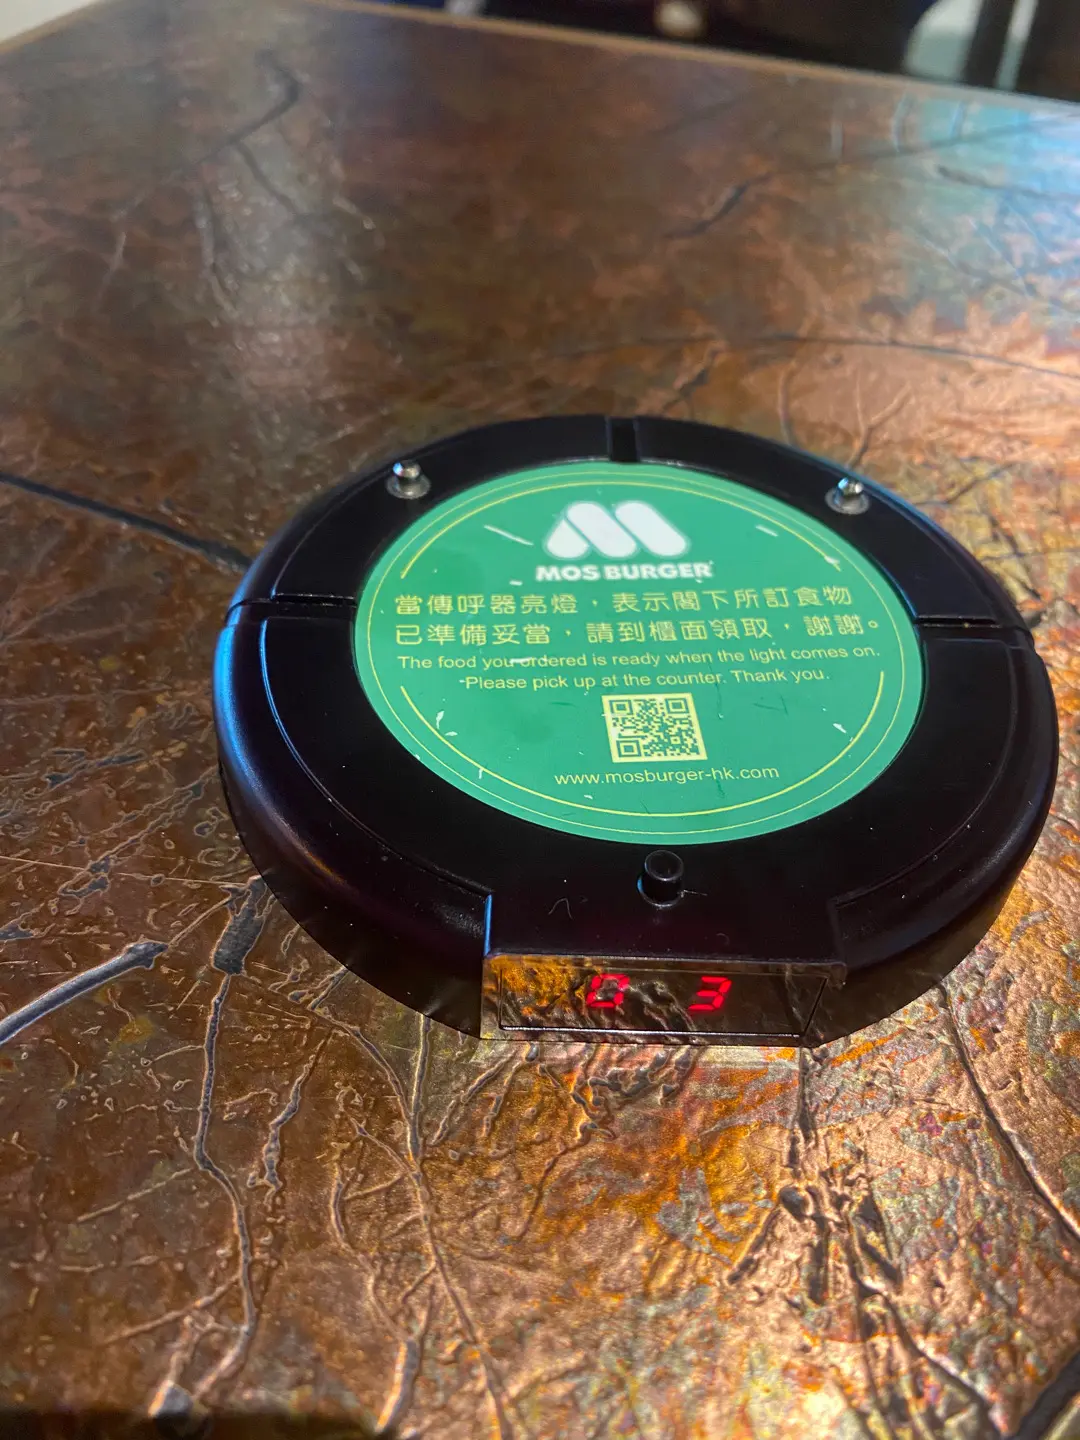 MOS BURGER
當傳呼器亮燈，表示閣下所訂食物
已準備妥當，請到櫃面領取，謝謝。
The food you ordered is ready when the light comes on.
*Please pick up at the counter. Thank you.
www.mosburger-hk.com
0 3